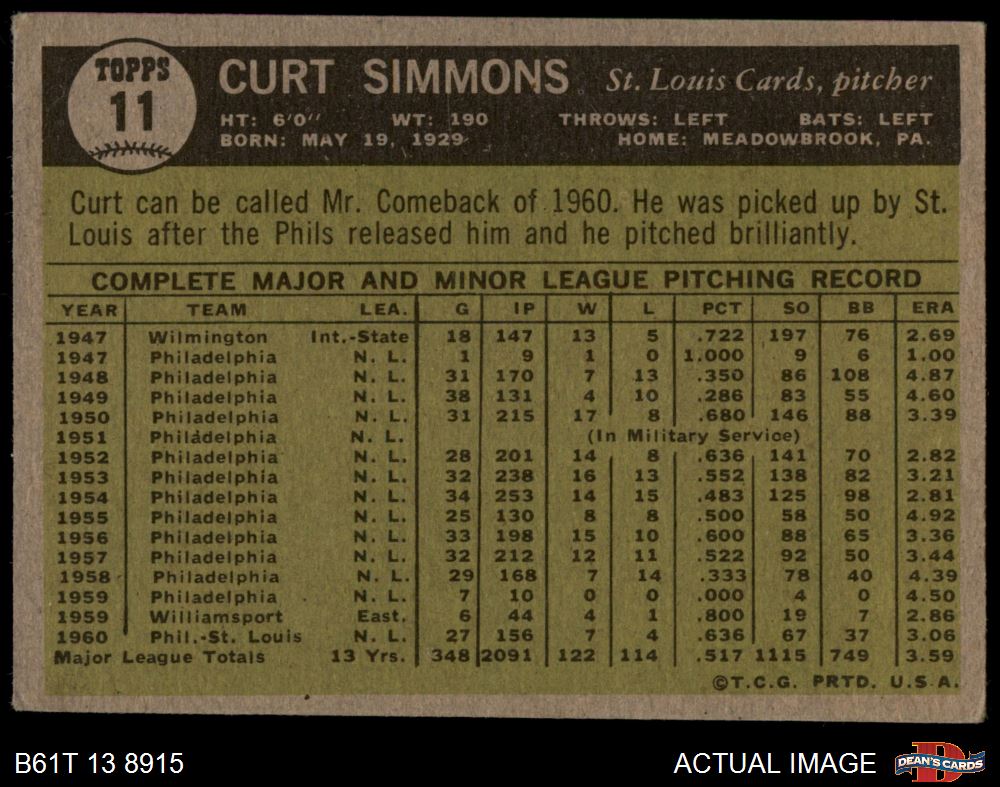 TOPPS
11
CURT SIMMONS St. Louis Cards, pitcher
HT: 6'0" WT: 190 THROWS: LEFT BATS: LEFT
BORN: MAY 19, 1929 HOME: MEADOWBROOK, PA.
Curt can be called Mr. Comeback of 1960. He was picked up by St.
Louis after the Phils released him and he pitched brilliantly.
COMPLETE MAJOR AND MINOR LEAGUE PITCHING RECORD
YEAR TEAM LEA. G IP W L PCT SO BB ERA
1947 Wilmington Int.-State 18 147 13 5 .722 197 76 2.69
1947 Philadelphia N. L. 1 9 1 0 1.000 9 6 1.00
1948 Philadelphia N. L. 31 170 7 13 .350 86 108 4.87
1949 Philadelphia N. L. 38 131 4 10 .286 83 55 4.60
1950 Philadelphia N. L. 31 215 17 8 .680 146 88 3.39
1951 Philadelphia N. L. (In Military Service)
1952 Philadelphia N. L. 28 201 14 8 .636 141 70 2.82
1953 Philadelphia N. L. 32 238 16 13 .552 138 82 3.21
1954 Philadelphia N. L. 34 253 14 15 .483 125 98 2.81
1955 Philadelphia N. L. 25 130 8 8 .500 58 50 4.92
1956 Philadelphia N. L. 33 198 15 10 .600 88 65 3.36
1957 Philadelphia N. L. 32 212 12 11 .522 92 50 3.44
1958 Philadelphia N. L. 29 168 7 14 .333 78 40 4.39
1959 Philadelphia N. L. 7 10 0 0 .000 4 0 4.50
1959 Williamsport East. 6 44 4 1 .800 19 7 2.86
1960 Phil.-St. Louis N. L. 27 156 7 4 .636 67 37 3.06
Major League Totals 13 Yrs. 348 2091 122 114 .517 1115 749 3.59
©T.C.G. PRTD. U.S.A.
B61T 13 8915 ACTUAL IMAGE DEAN'S CARDS